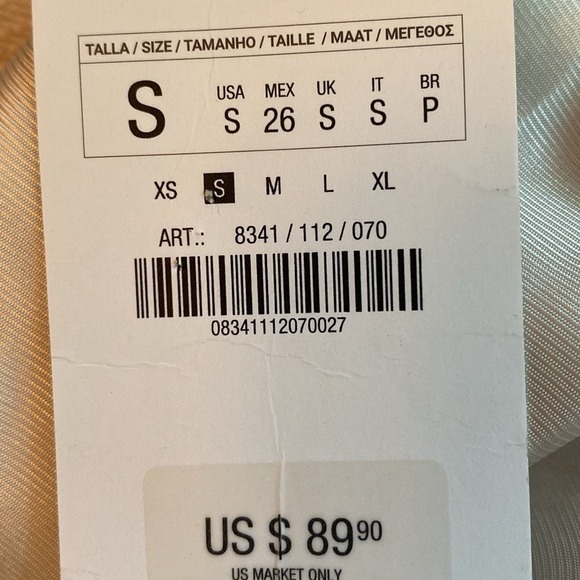 TALLA / SIZE / TAMANHO / TAILLE / MAAT / ΜΕΓΕΘΟΣ
S
USA MEX UK IT BR
S 26 S S P
XS S M L XL
ART.: 8341 / 112 / 070
08341112070027
US $ 89 90
US MARKET ONLY